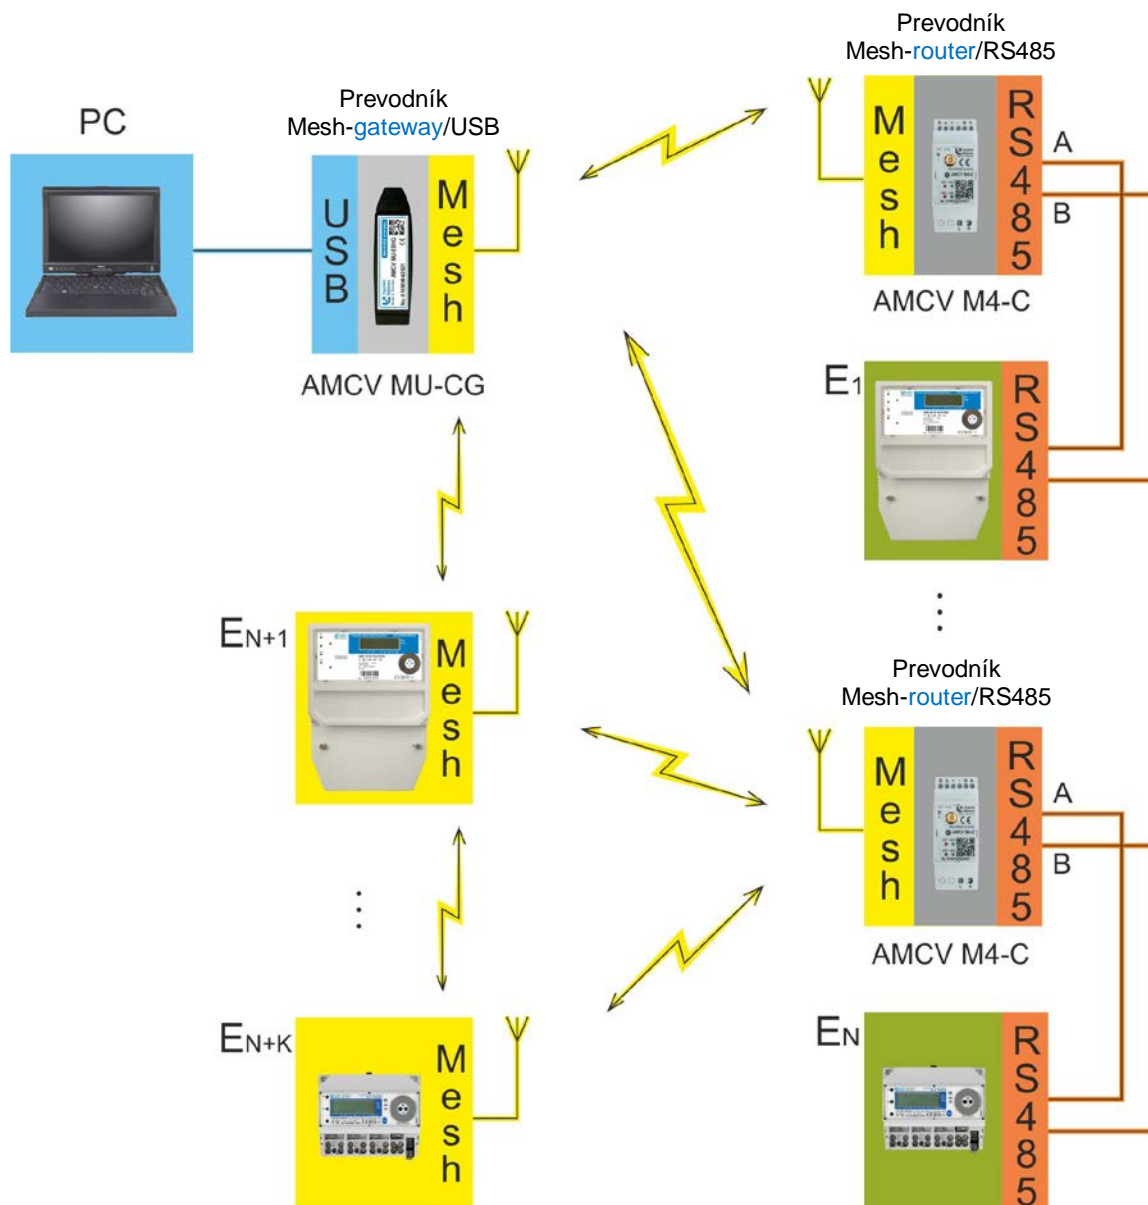 PC
Prevodník
Mesh-gateway/USB
USB
Mesh
AMCV MU-CG
Prevodník
Mesh-router/RS485
Mesh
RS485
A
B
AMCV M4-C
E1
RS485
EN+1
Mesh
Prevodník
Mesh-router/RS485
Mesh
RS485
A
B
AMCV M4-C
EN+K
Mesh
EN
RS485